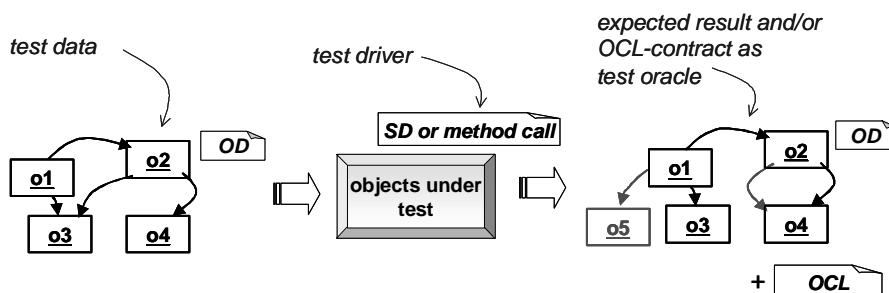 test data
test driver
expected result and/or
OCL-contract as
test oracle
SD or method call
OD
o1
o2
o3
o4
objects under
test
OD
o1
o2
o5
o3
o4
+ OCL